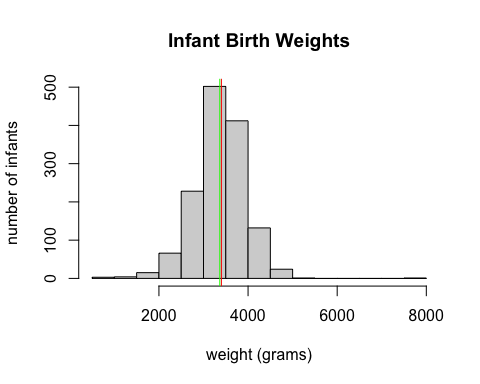 Infant Birth Weights
number of infants
500
300
100
0
2000 4000 6000 8000
weight (grams)